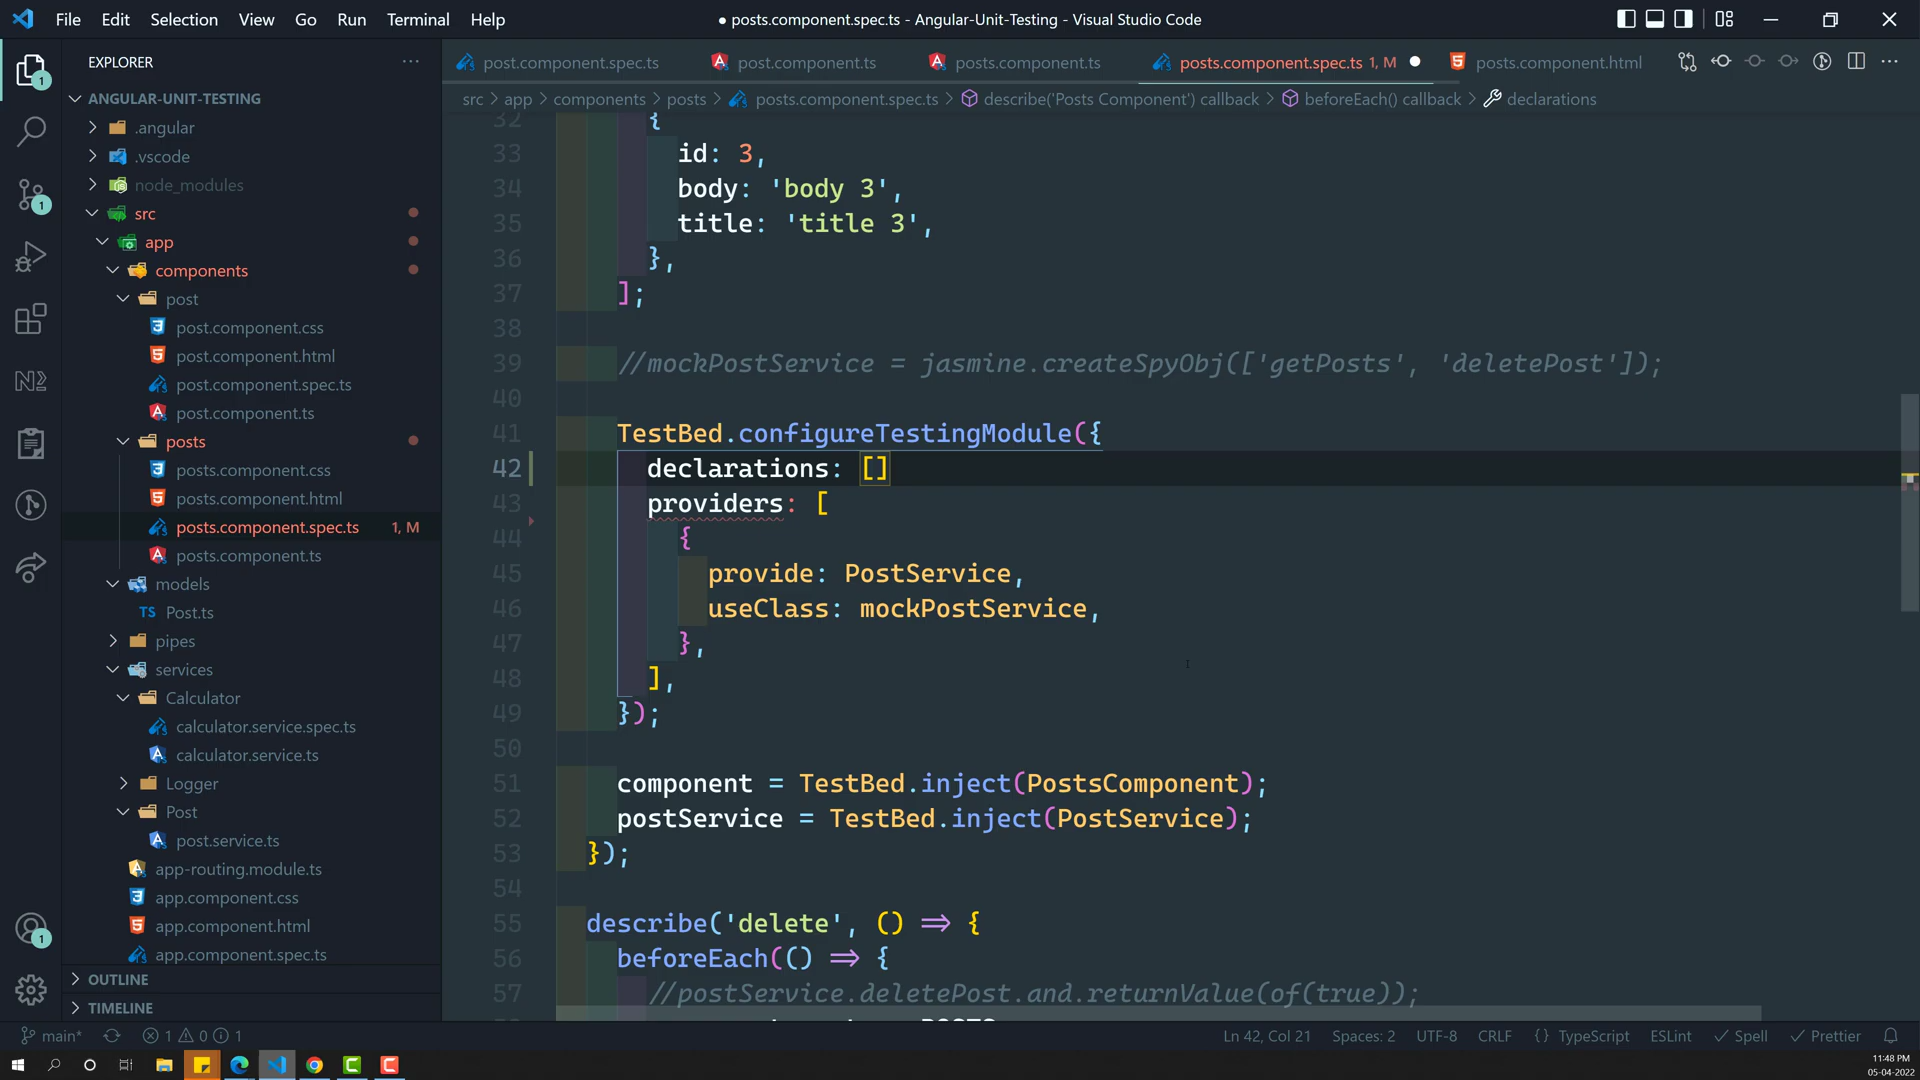 File Edit Selection View Go Run Terminal Help
● posts.component.spec.ts - Angular-Unit-Testing - Visual Studio Code
EXPLORER
ANGULAR-UNIT-TESTING
.angular
.vscode
node_modules
src
app
components
post
post.component.css
post.component.html
post.component.spec.ts
post.component.ts
posts
posts.component.css
posts.component.html
posts.component.spec.ts 1, M
posts.component.ts
models
TS Post.ts
pipes
services
Calculator
calculator.service.spec.ts
calculator.service.ts
Logger
Post
post.service.ts
app-routing.module.ts
app.component.css
app.component.html
app.component.spec.ts
OUTLINE
TIMELINE
post.component.spec.ts post.component.ts posts.component.ts posts.component.spec.ts 1, M posts.component.html
src > app > components > posts > posts.component.spec.ts > describe('Posts Component') callback > beforeEach() callback > declarations
32 {
33 id: 3,
34 body: 'body 3',
35 title: 'title 3',
36 },
37 ];
38
39 //mockPostService = jasmine.createSpyObj(['getPosts', 'deletePost']);
40
41 TestBed.configureTestingModule({
42 declarations: []
43 providers: [
44 {
45 provide: PostService,
46 useClass: mockPostService,
47 },
48 ],
49 });
50
51 component = TestBed.inject(PostsComponent);
52 postService = TestBed.inject(PostService);
53 });
54
55 describe('delete', () => {
56 beforeEach(() => {
57 //postService.deletePost.and.returnValue(of(true));
main* 1 0 1
Ln 42, Col 21 Spaces: 2 UTF-8 CRLF {} TypeScript ESLint Spell Prettier
11:48 PM
05-04-2022